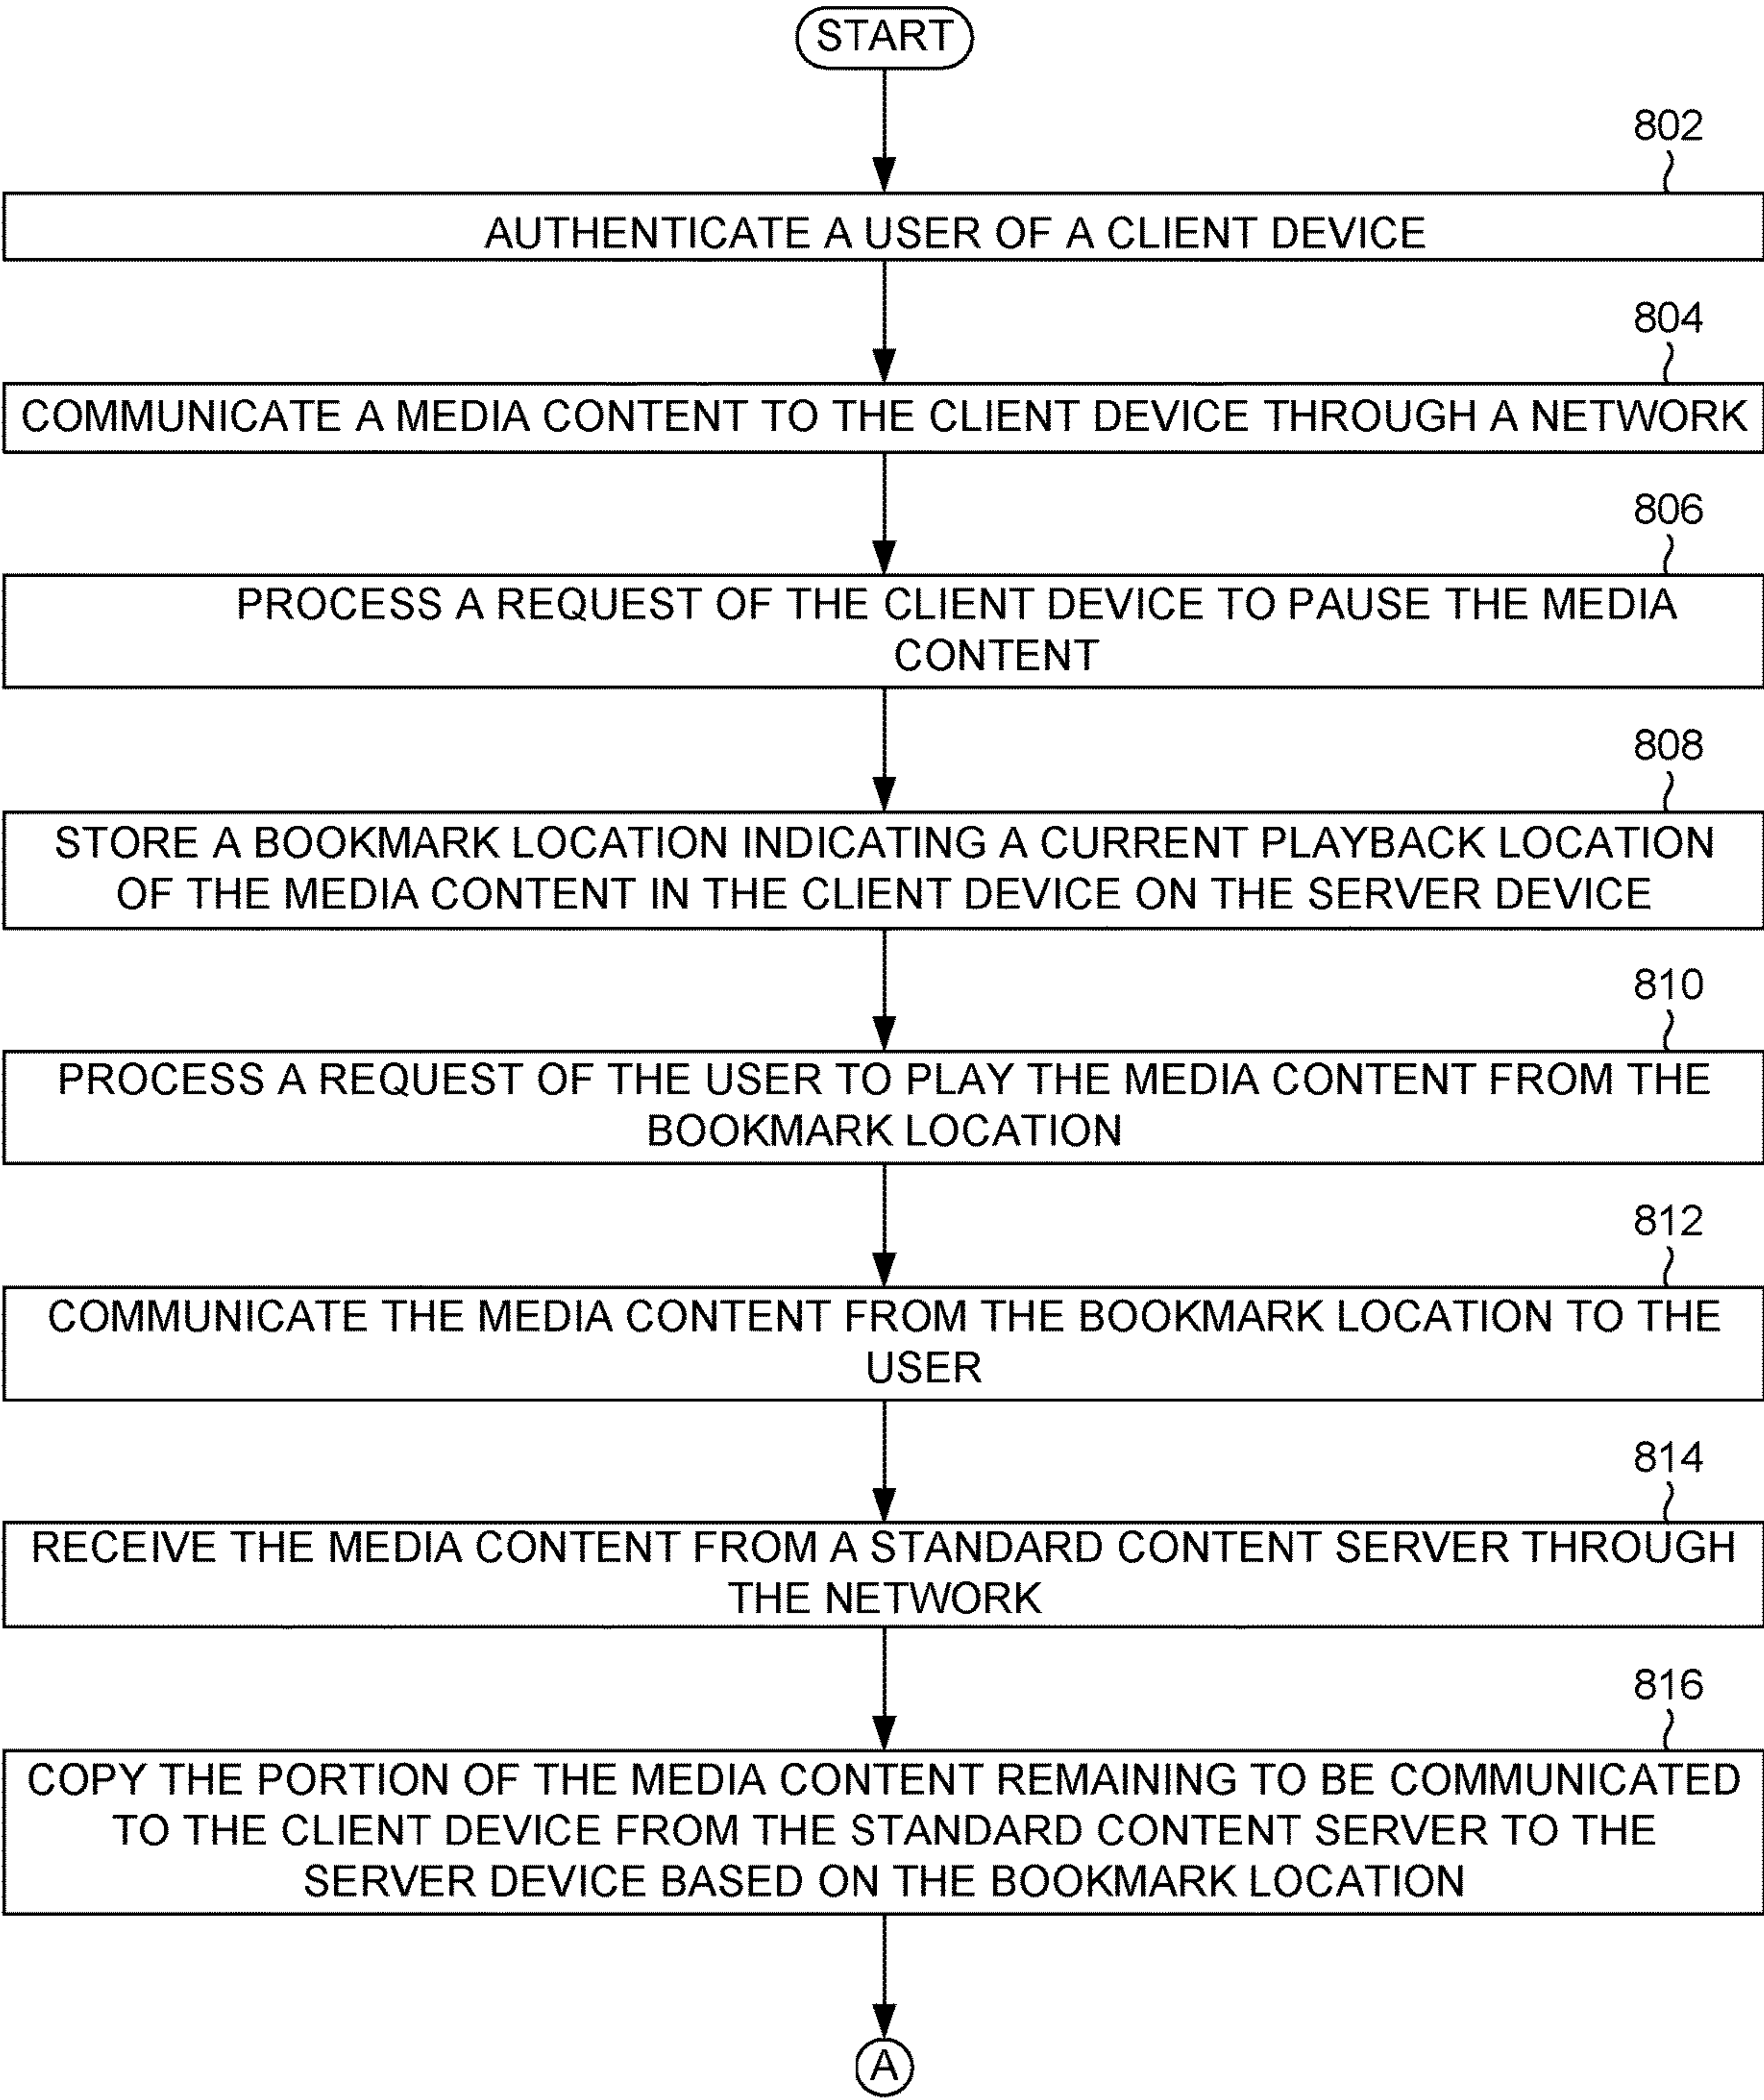 START
802
AUTHENTICATE A USER OF A CLIENT DEVICE
804
COMMUNICATE A MEDIA CONTENT TO THE CLIENT DEVICE THROUGH A NETWORK
806
PROCESS A REQUEST OF THE CLIENT DEVICE TO PAUSE THE MEDIA
CONTENT
808
STORE A BOOKMARK LOCATION INDICATING A CURRENT PLAYBACK LOCATION
OF THE MEDIA CONTENT IN THE CLIENT DEVICE ON THE SERVER DEVICE
810
PROCESS A REQUEST OF THE USER TO PLAY THE MEDIA CONTENT FROM THE
BOOKMARK LOCATION
812
COMMUNICATE THE MEDIA CONTENT FROM THE BOOKMARK LOCATION TO THE
USER
814
RECEIVE THE MEDIA CONTENT FROM A STANDARD CONTENT SERVER THROUGH
THE NETWORK
816
COPY THE PORTION OF THE MEDIA CONTENT REMAINING TO BE COMMUNICATED
TO THE CLIENT DEVICE FROM THE STANDARD CONTENT SERVER TO THE
SERVER DEVICE BASED ON THE BOOKMARK LOCATION
A